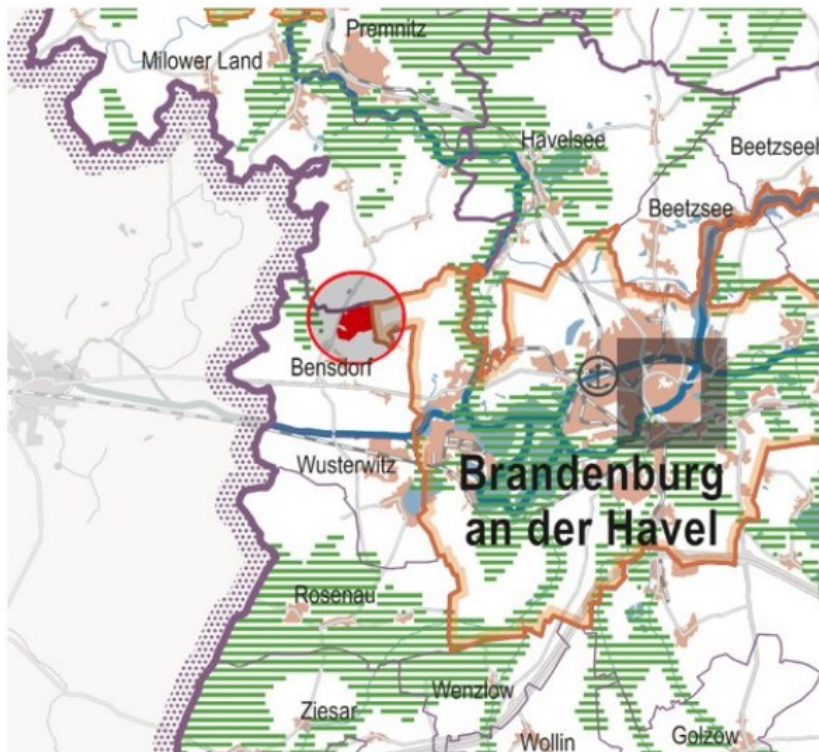 Premnitz
Milower Land
Havelsee
Beetzseeh
Beetzsee
Bensdorf
Wusterwitz
Brandenburg
an der Havel
Rosenau
Wenzlow
Ziesar
Wollin
Golzow